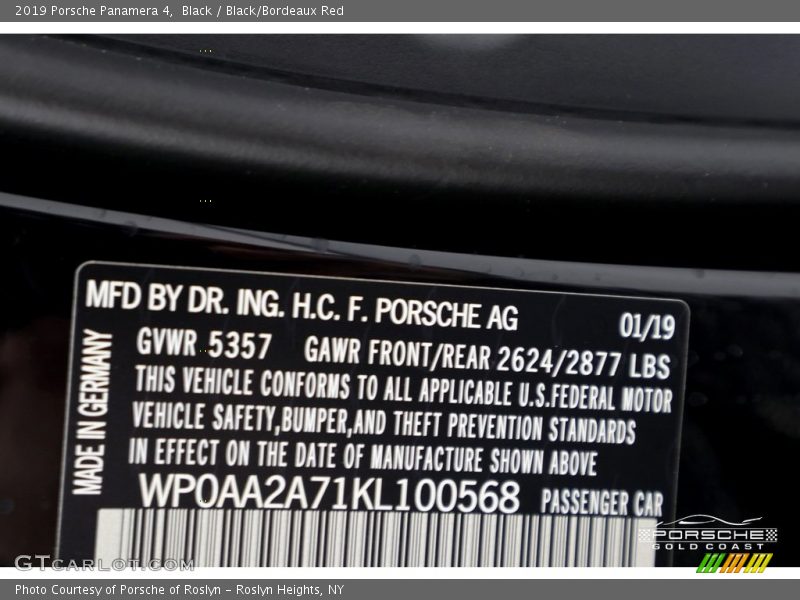 2019 Porsche Panamera 4,  Black / Black/Bordeaux Red
MFD BY DR. ING. H.C. F. PORSCHE AG 01/19
GVWR 5357 GAWR FRONT/REAR 2624/2877 LBS
THIS VEHICLE CONFORMS TO ALL APPLICABLE U.S.FEDERAL MOTOR
VEHICLE SAFETY,BUMPER,AND THEFT PREVENTION STANDARDS
IN EFFECT ON THE DATE OF MANUFACTURE SHOWN ABOVE
WP0AA2A71KL100568 PASSENGER CAR
MADE IN GERMANY
PORSCHE
GOLD COAST
GTCarLot.com
Photo Courtesy of Porsche of Roslyn – Roslyn Heights, NY